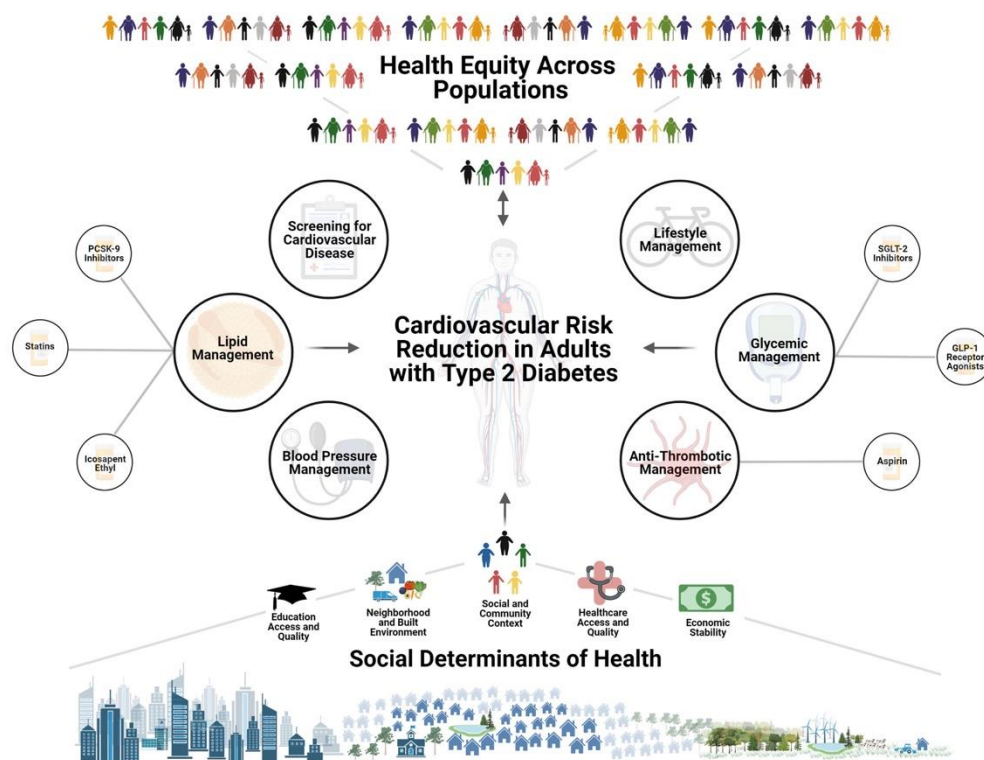 Health Equity Across
Populations
Screening for
Cardiovascular
Disease
Lifestyle
Management
PCSK-9
Inhibitors
SGLT-2
Inhibitors
Statins
Lipid
Management
Cardiovascular Risk
Reduction in Adults
with Type 2 Diabetes
Glycemic
Management
GLP-1
Receptor
Agonists
Icosapent
Ethyl
Blood Pressure
Management
Anti-Thrombotic
Management
Aspirin
Education
Access and
Quality
Neighborhood
and Built
Environment
Social and
Community
Context
Healthcare
Access and
Quality
$
Economic
Stability
Social Determinants of Health